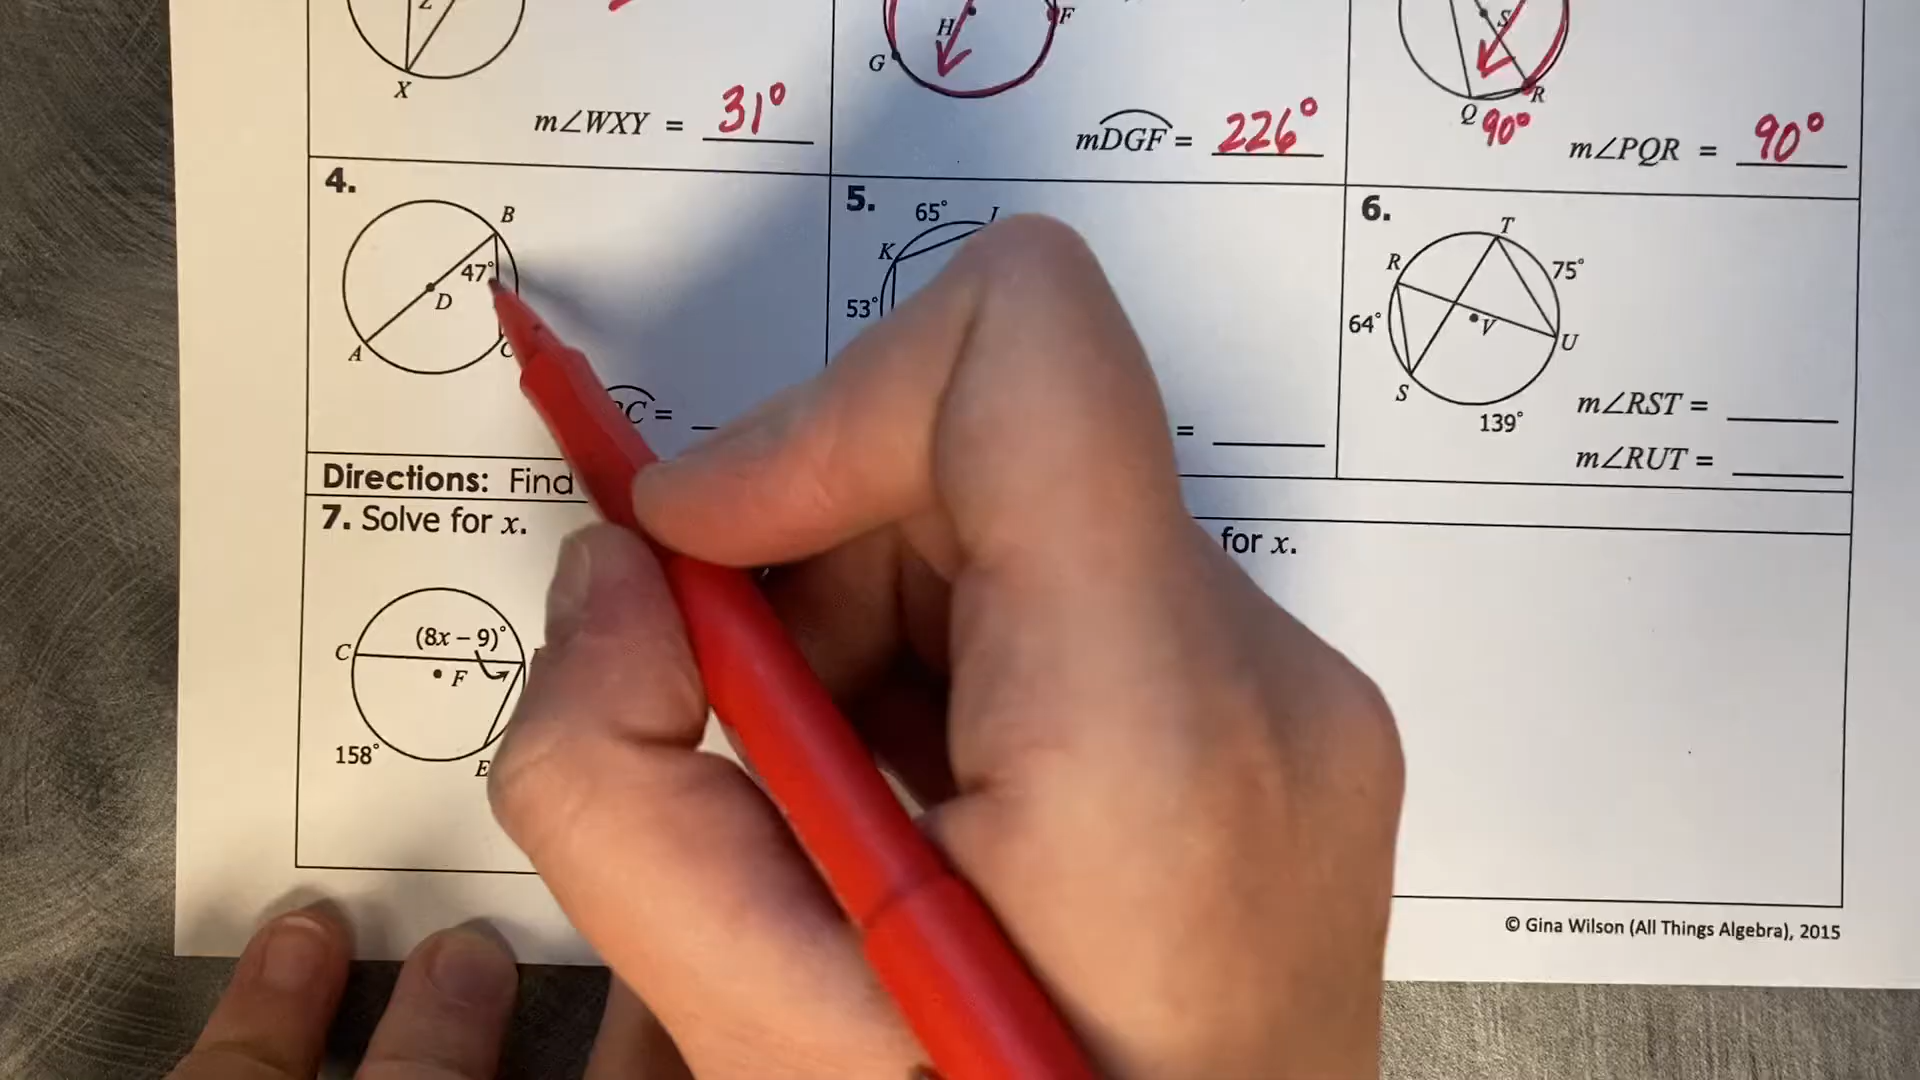 Z
X
m∠WXY = 31°
H
F
G
mDGF = 226°
S
Q
R
90°
m∠PQR = 90°
4.
B
47°
D
A
C
C =
5.
65°
K
53°
=
6.
T
R
75°
64°
V
U
S
139°
m∠RST =
m∠RUT =
Directions: Find
7. Solve for x.
C
(8x – 9)°
F
158°
E
for x.
© Gina Wilson (All Things Algebra), 2015